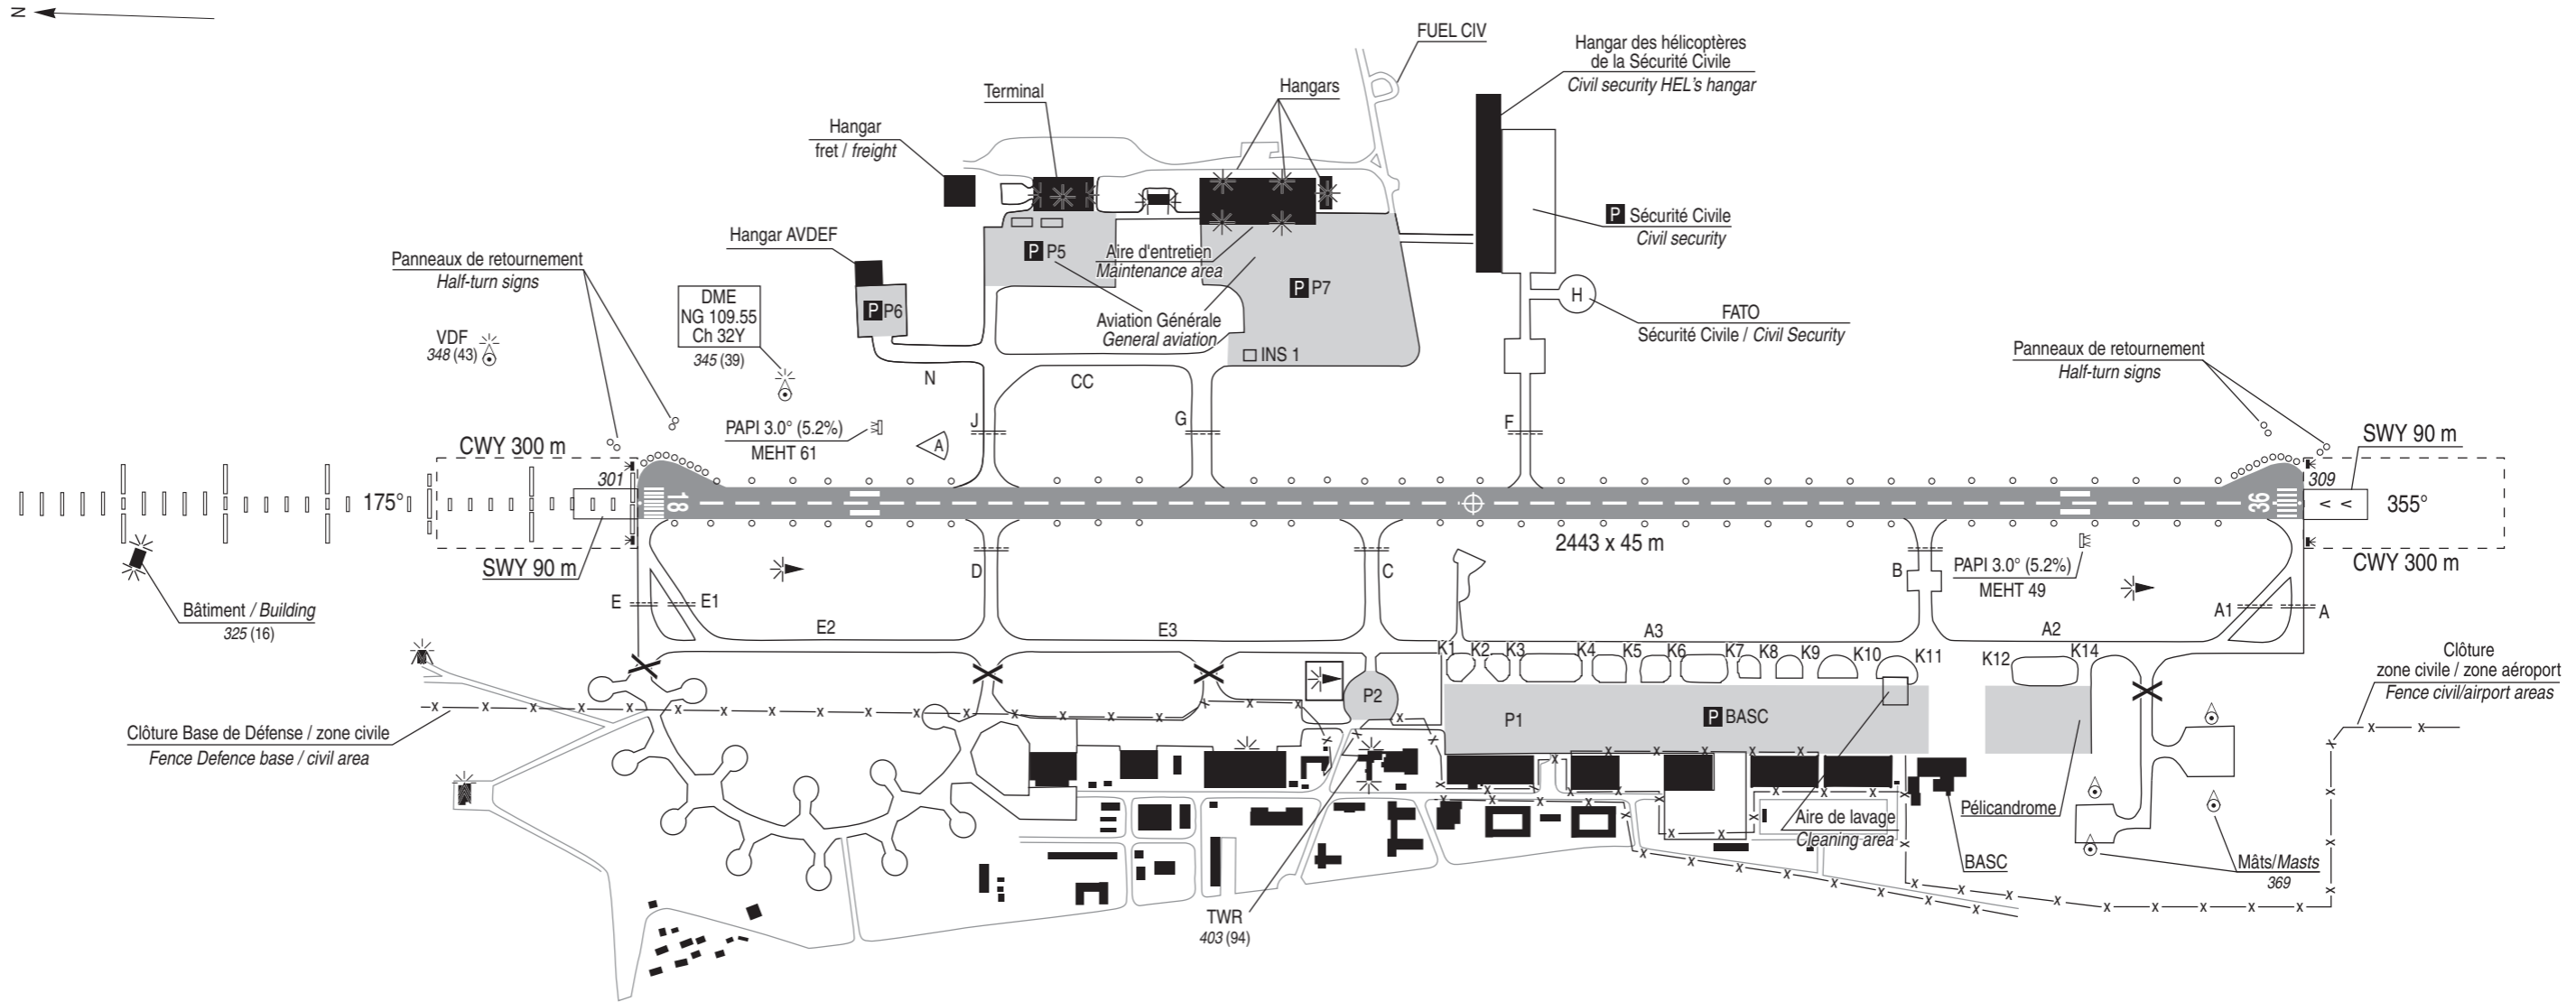 N
FUEL CIV
Hangar des hélicoptères
de la Sécurité Civile
Civil security HEL's hangar
Terminal
Hangars
Hangar
fret / freight
P Sécurité Civile
Civil security
Hangar AVDEF
P P5
Aire d'entretien
Maintenance area
P P7
Panneaux de retournement
Half-turn signs
DME
NG 109.55
Ch 32Y
345 (39)
P P6
H
FATO
Sécurité Civile / Civil Security
Aviation Générale
General aviation
INS 1
VDF
348 (43)
Panneaux de retournement
Half-turn signs
N
CC
J
G
F
PAPI 3.0° (5.2%)
MEHT 61
A
CWY 300 m
SWY 90 m
301
309
175°
18
36
< <
355°
2443 x 45 m
SWY 90 m
CWY 300 m
D
C
B
PAPI 3.0° (5.2%)
MEHT 49
Bâtiment / Building
325 (16)
E
E1
A1
A
E2
E3
A3
A2
K1
K2
K3
K4
K5
K6
K7
K8
K9
K10
K11
K12
K14
Clôture
zone civile / zone aéroport
Fence civil/airport areas
P2
P1
P BASC
Clôture Base de Défense / zone civile
Fence Defence base / civil area
Pélicandrome
Aire de lavage
Cleaning area
BASC
Mâts/Masts
369
TWR
403 (94)